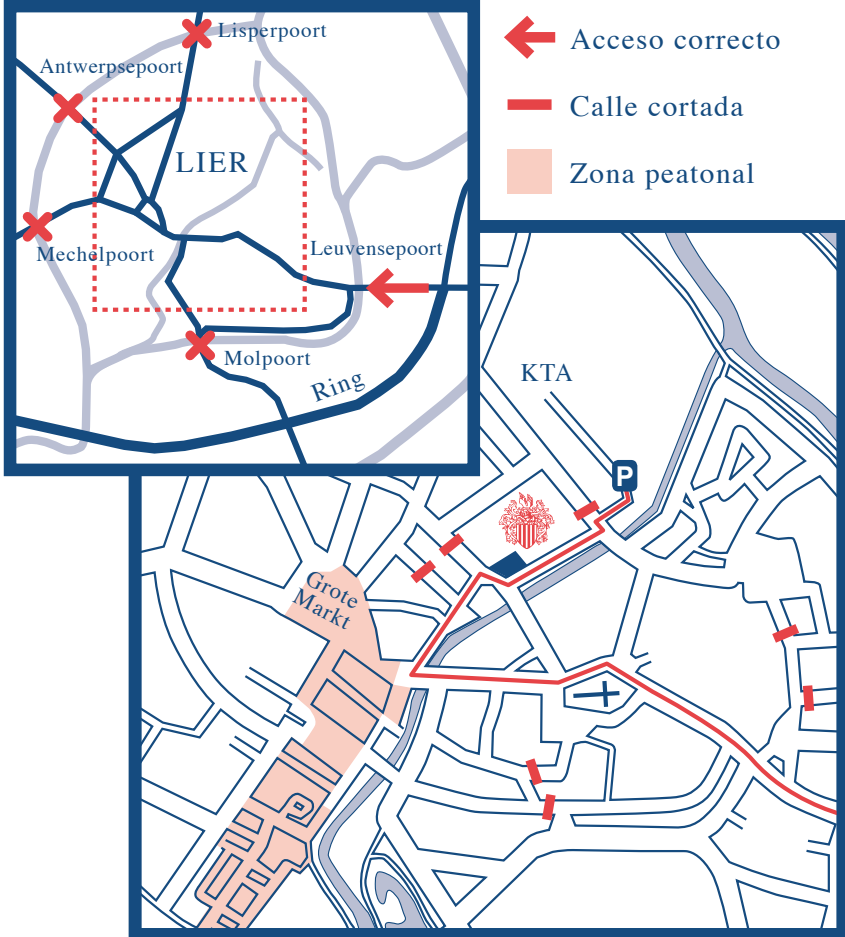 Lisperpoort
Antwerpsepoort
LIER
Mechelpoort
Leuvensepoort
Molpoort
Ring
Acceso correcto
Calle cortada
Zona peatonal
KTA
P
Grote
Markt